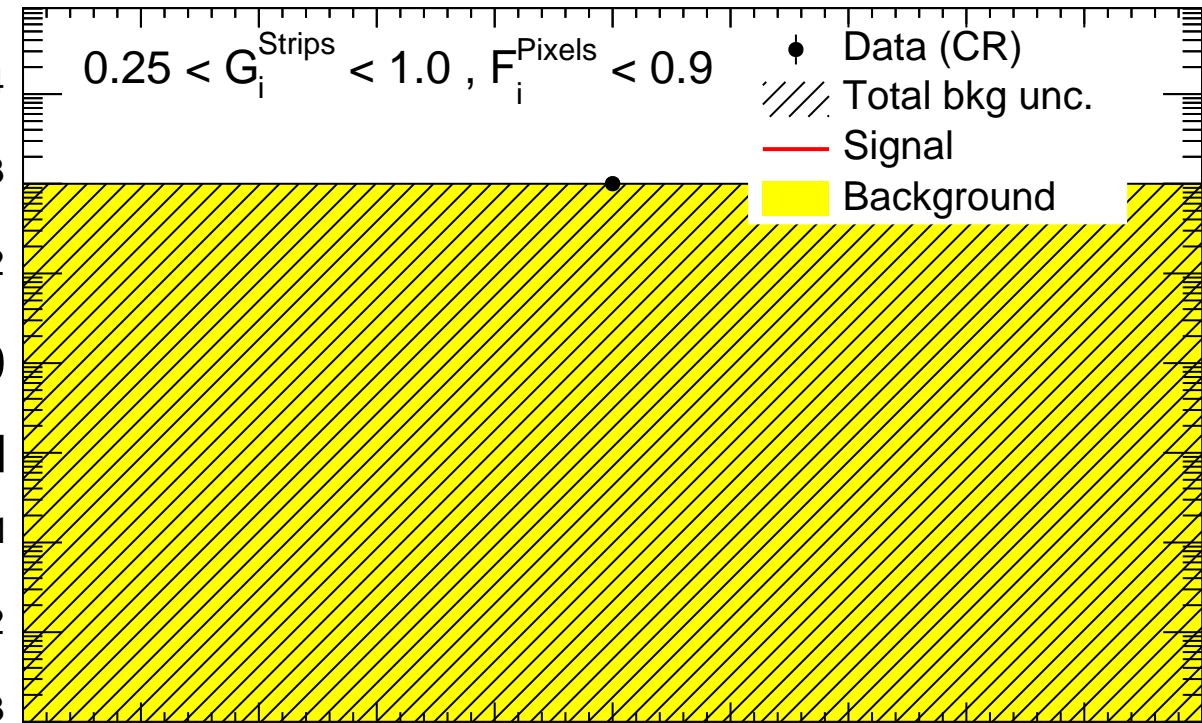 0.25 < G_i^Strips < 1.0 , F_i^Pixels < 0.9
Data (CR)
Total bkg unc.
Signal
Background